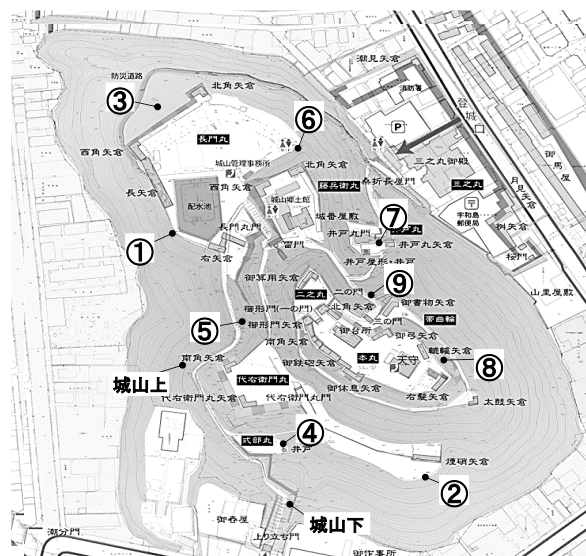 潮見矢倉
防災道路
北角矢倉
消防署
③
P
登城口
⑥
長門丸
御馬屋
城山管理事務所
三之丸御殿
西角矢倉
北角矢倉
藤兵衛丸
桑折長屋門
三之丸
月見矢倉
長矢倉
西角矢倉
城山郷土館
〒
宇和島郵便局
配水池
城番屋敷
⑦
井戸丸
桝矢倉
長門丸門
井戸丸門
井戸丸矢倉
桜門
①
雷門
右矢倉
井戸屋形・井戸
山里屋敷
御算用矢倉
⑨
二之丸
二の門
櫛形門(一の門)
北角矢倉
御書物矢倉
⑤
櫛形門矢倉
三の門
帯曲輪
御台所
御弓矢倉
南角矢倉
南角矢倉
本丸
天守
轆轤矢倉
城山上
御鉄砲矢倉
⑧
代右衛門丸
御休息矢倉
右鬢矢倉
代右衛門丸矢倉
代右衛門丸門
太鼓矢倉
式部丸
④
井戸
煙硝矢倉
②
城山下
御舂屋
潮分門
上り立ち門
御作事所